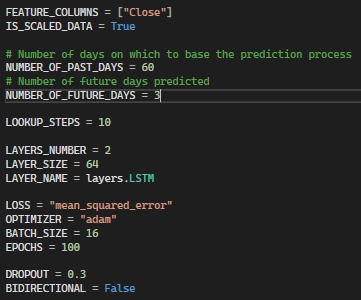 FEATURE_COLUMNS = ["Close"]
IS_SCALED_DATA = True
# Number of days on which to base the prediction process
NUMBER_OF_PAST_DAYS = 60
# Number of future days predicted
NUMBER_OF_FUTURE_DAYS = 3
LOOKUP_STEPS = 10
LAYERS_NUMBER = 2
LAYER_SIZE = 64
LAYER_NAME = layers.LSTM
LOSS = "mean_squared_error"
OPTIMIZER = "adam"
BATCH_SIZE = 16
EPOCHS = 100
DROPOUT = 0.3
BIDIRECTIONAL = False